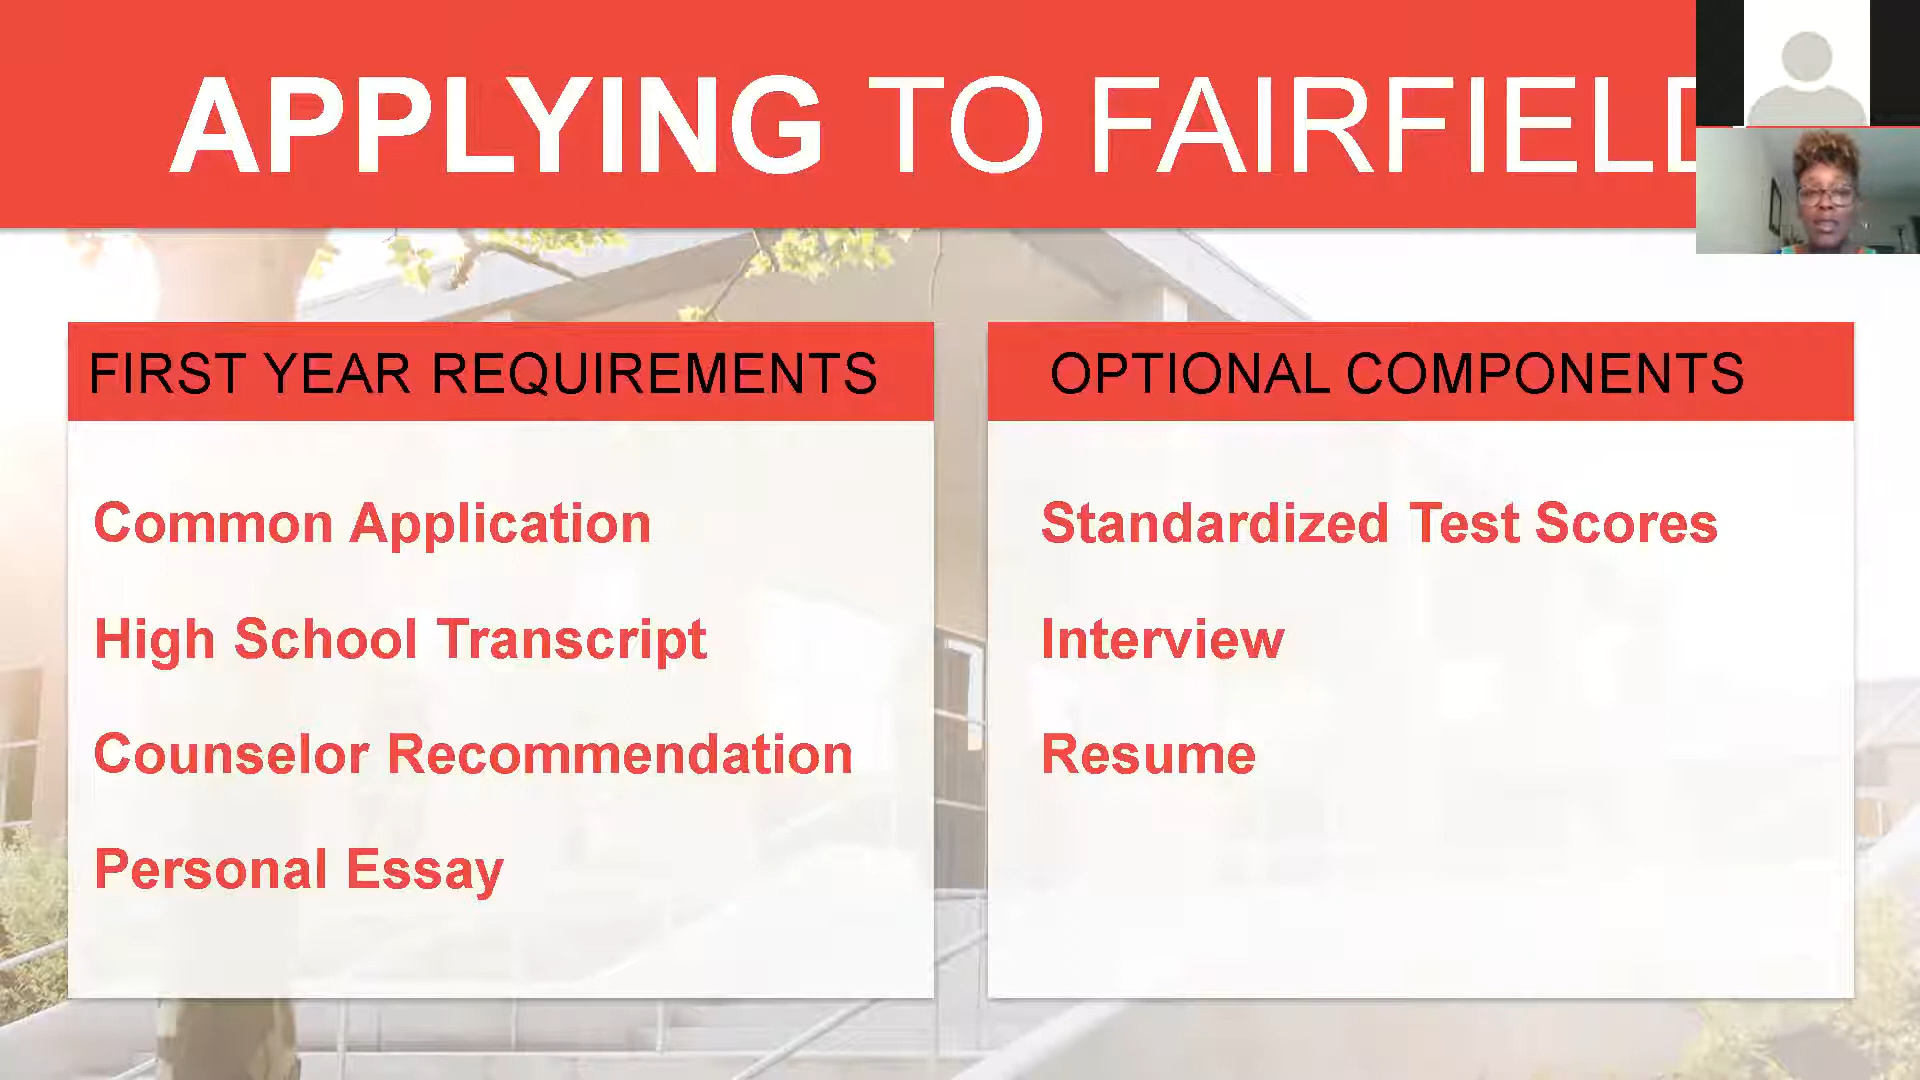 APPLYING TO FAIRFIELD
FIRST YEAR REQUIREMENTS
Common Application
High School Transcript
Counselor Recommendation
Personal Essay
OPTIONAL COMPONENTS
Standardized Test Scores
Interview
Resume